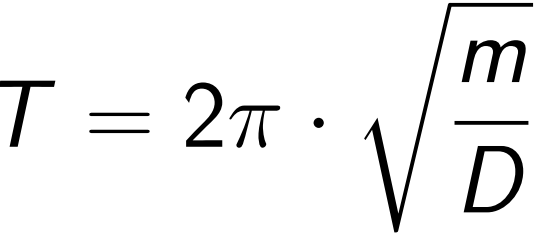 T = 2π · √(m/D)